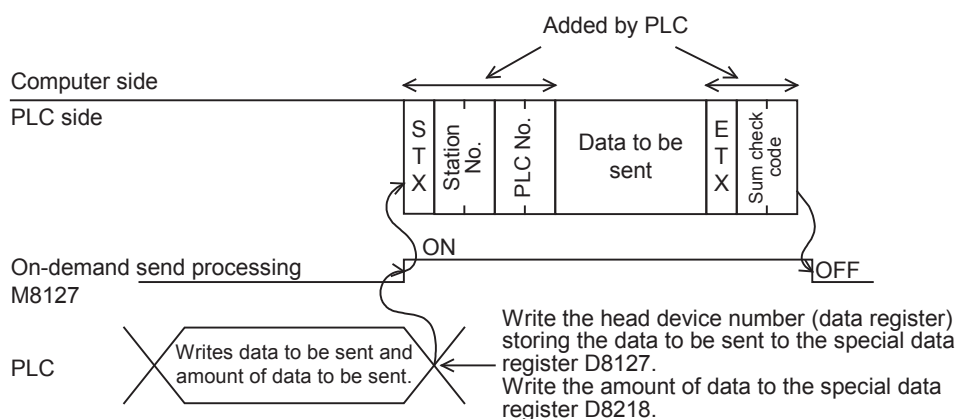 Added by PLC
Computer side
PLC side
STX
Station No.
PLC No.
Data to be
sent
ETX
Sum check
code
ON
On-demand send processing
M8127
OFF
PLC
Writes data to be sent and
amount of data to be sent.
Write the head device number (data register)
storing the data to be sent to the special data
register D8127.
Write the amount of data to the special data
register D8218.